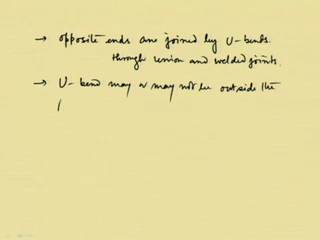 → opposite ends are joined by U-bends.
through union and welded joints.
→ U-bend may or may not be outside the